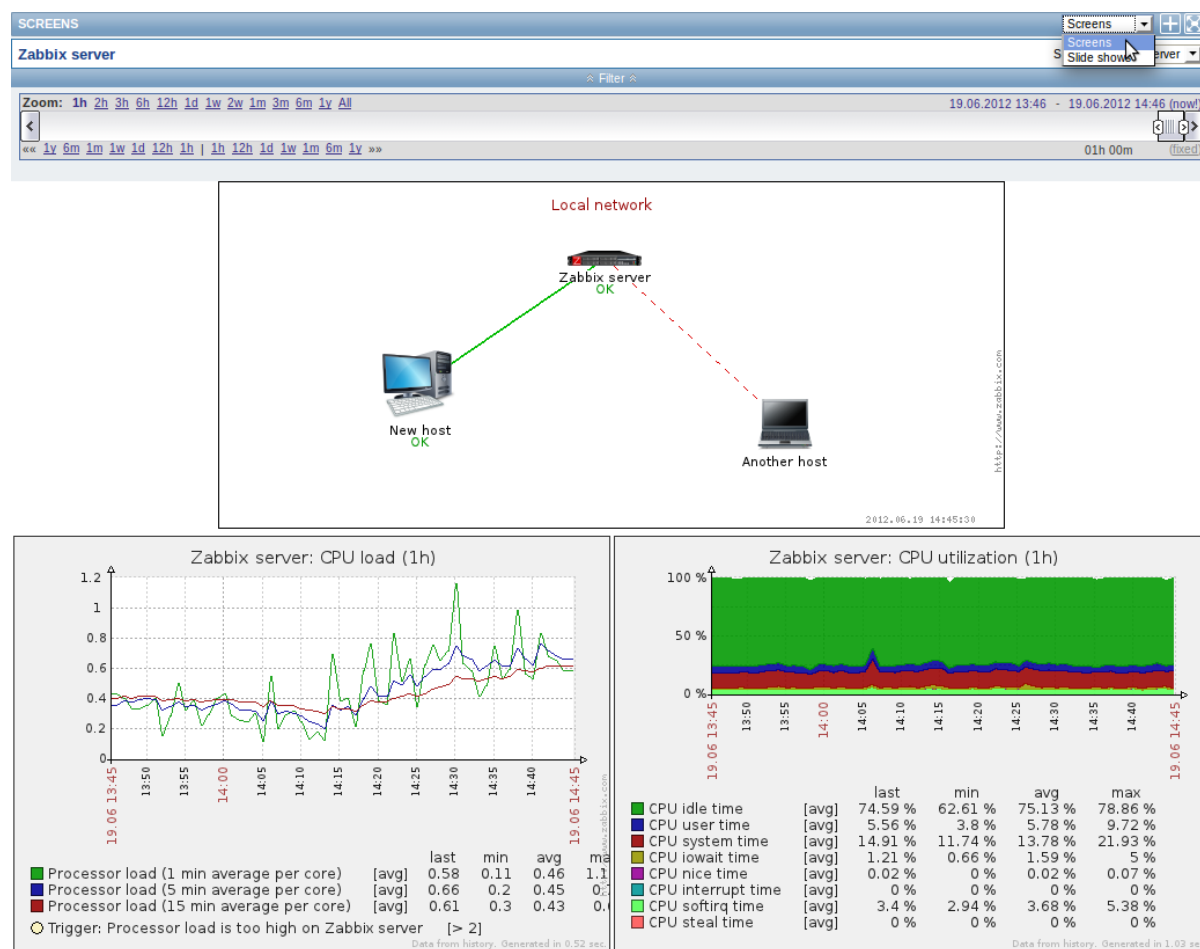 SCREENS
Screens
Screens
Slide shows
Zabbix server
erver
Filter
Zoom: 1h 2h 3h 6h 12h 1d 1w 2w 1m 3m 6m 1y All
19.06.2012 13:46 - 19.06.2012 14:46 (now!)
«« 1y 6m 1m 1w 1d 12h 1h | 1h 12h 1d 1w 1m 6m 1y »»
01h 00m (fixed)
Local network
Zabbix server
OK
New host
OK
Another host
http://www.zabbix.com
2012.06.19 14:45:30
Zabbix server: CPU load (1h)
1.2
1
0.8
0.6
0.4
0.2
0
19.06 13:45 13:50 13:55 14:00 14:05 14:10 14:15 14:20 14:25 14:30 14:35 14:40 19.06 14:45
last min avg ma
Processor load (1 min average per core) [avg] 0.58 0.11 0.46 1.1
Processor load (5 min average per core) [avg] 0.66 0.2 0.45 0.
Processor load (15 min average per core) [avg] 0.61 0.3 0.43 0.
Trigger: Processor load is too high on Zabbix server [> 2]
Data from history. Generated in 0.52 sec.
Zabbix server: CPU utilization (1h)
100 %
50 %
0 %
19.06 13:45 13:50 13:55 14:00 14:05 14:10 14:15 14:20 14:25 14:30 14:35 14:40 19.06 14:45
last min avg max
CPU idle time [avg] 74.59 % 62.61 % 75.13 % 78.86 %
CPU user time [avg] 5.56 % 3.8 % 5.78 % 9.72 %
CPU system time [avg] 14.91 % 11.74 % 13.78 % 21.93 %
CPU iowait time [avg] 1.21 % 0.66 % 1.59 % 5 %
CPU nice time [avg] 0.02 % 0 % 0.02 % 0.07 %
CPU interrupt time [avg] 0 % 0 % 0 % 0 %
CPU softirq time [avg] 3.4 % 2.94 % 3.68 % 5.38 %
CPU steal time [avg] 0 % 0 % 0 % 0 %
Data from history. Generated in 1.03 sec